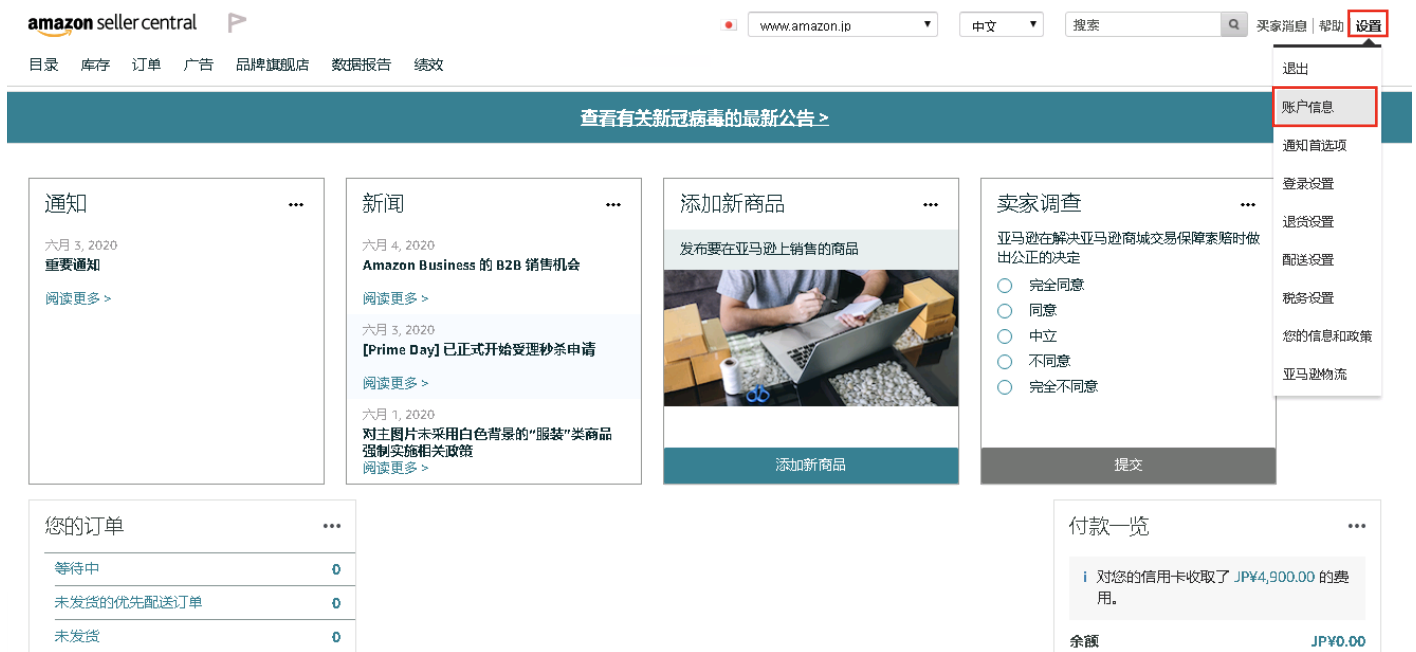 amazon seller central
www.amazon.jp
中文
搜索
买家消息 | 帮助
设置
目录 库存 订单 广告 品牌旗舰店 数据报告 绩效
退出
账户信息
通知首选项
登录设置
退货设置
配送设置
税务设置
您的信息和政策
亚马逊物流
查看有关新冠病毒的最新公告 >
通知
六月 3, 2020
重要通知
阅读更多 >
新闻
六月 4, 2020
Amazon Business 的 B2B 销售机会
阅读更多 >
六月 3, 2020
[Prime Day] 已正式开始受理秒杀申请
阅读更多 >
六月 1, 2020
对主图片未采用白色背景的“服装”类商品
强制实施相关政策
阅读更多 >
添加新商品
发布要在亚马逊上销售的商品
添加新商品
卖家调查
亚马逊在解决亚马逊商城交易保障索赔时做
出公正的决定
完全同意
同意
中立
不同意
完全不同意
提交
您的订单
等待中 0
未发货的优先配送订单 0
未发货 0
付款一览
i 对您的信用卡收取了 JP¥4,900.00 的费
用。
余额 JP¥0.00